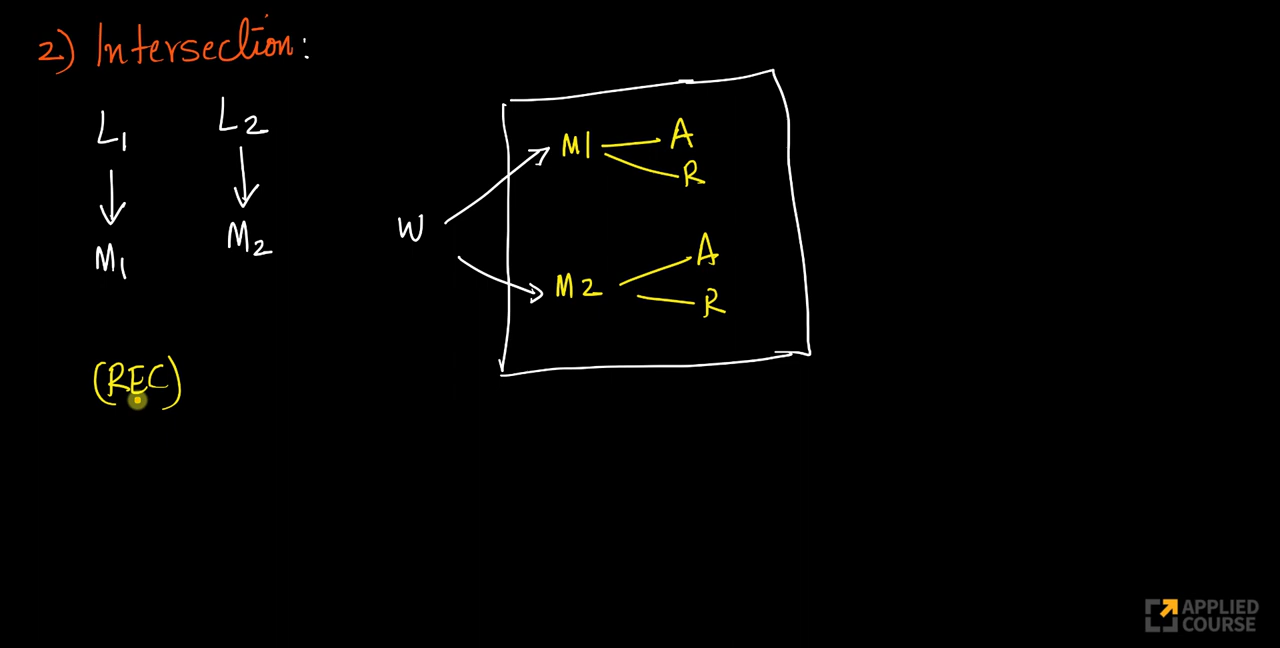 2) Intersection:
L1 L2
M1 M2
W
M1 A
R
M2 A
R
(REC)
APPLIED
COURSE